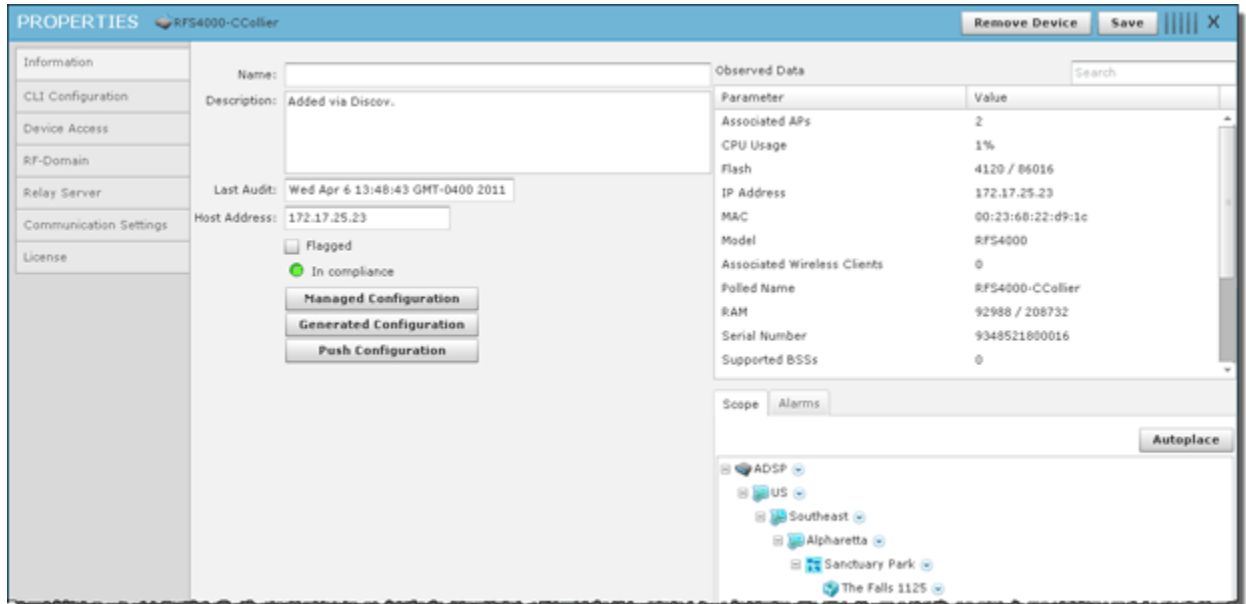 PROPERTIES RFS4000-CCollier Remove Device Save X
Information
CLI Configuration
Device Access
RF-Domain
Relay Server
Communication Settings
License
Name:
Description: Added via Discov.
Last Audit: Wed Apr 6 13:48:43 GMT-0400 2011
Host Address: 172.17.25.23
Flagged
In compliance
Managed Configuration
Generated Configuration
Push Configuration
Observed Data Search
Parameter Value
Associated APs 2
CPU Usage 1%
Flash 4120 / 86016
IP Address 172.17.25.23
MAC 00:23:68:22:d9:1c
Model RFS4000
Associated Wireless Clients 0
Polled Name RFS4000-CCollier
RAM 92988 / 208732
Serial Number 9348521800016
Supported BSSs 0
Scope Alarms
Autoplace
ADSP
US
Southeast
Alpharetta
Sanctuary Park
The Falls 1125